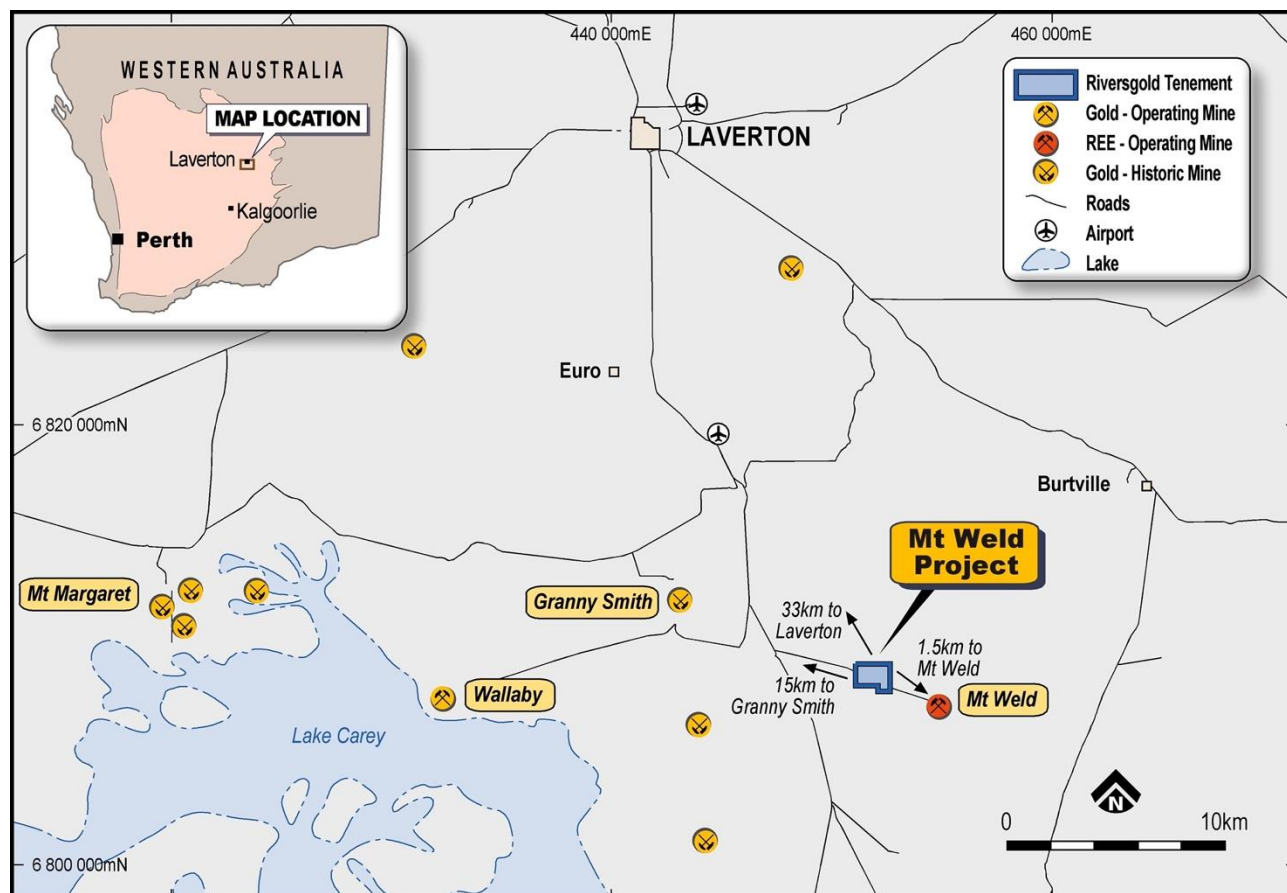 440 000mE
460 000mE
WESTERN AUSTRALIA
MAP LOCATION
Laverton
Kalgoorlie
Perth
Riversgold Tenement
Gold - Operating Mine
REE - Operating Mine
Gold - Historic Mine
Roads
Airport
Lake
LAVERTON
Euro
6 820 000mN
Burtville
Mt Weld
Project
Mt Margaret
Granny Smith
33km to
Laverton
1.5km to
Mt Weld
15km to
Granny Smith
Wallaby
Mt Weld
Lake Carey
N
0
10km
6 800 000mN